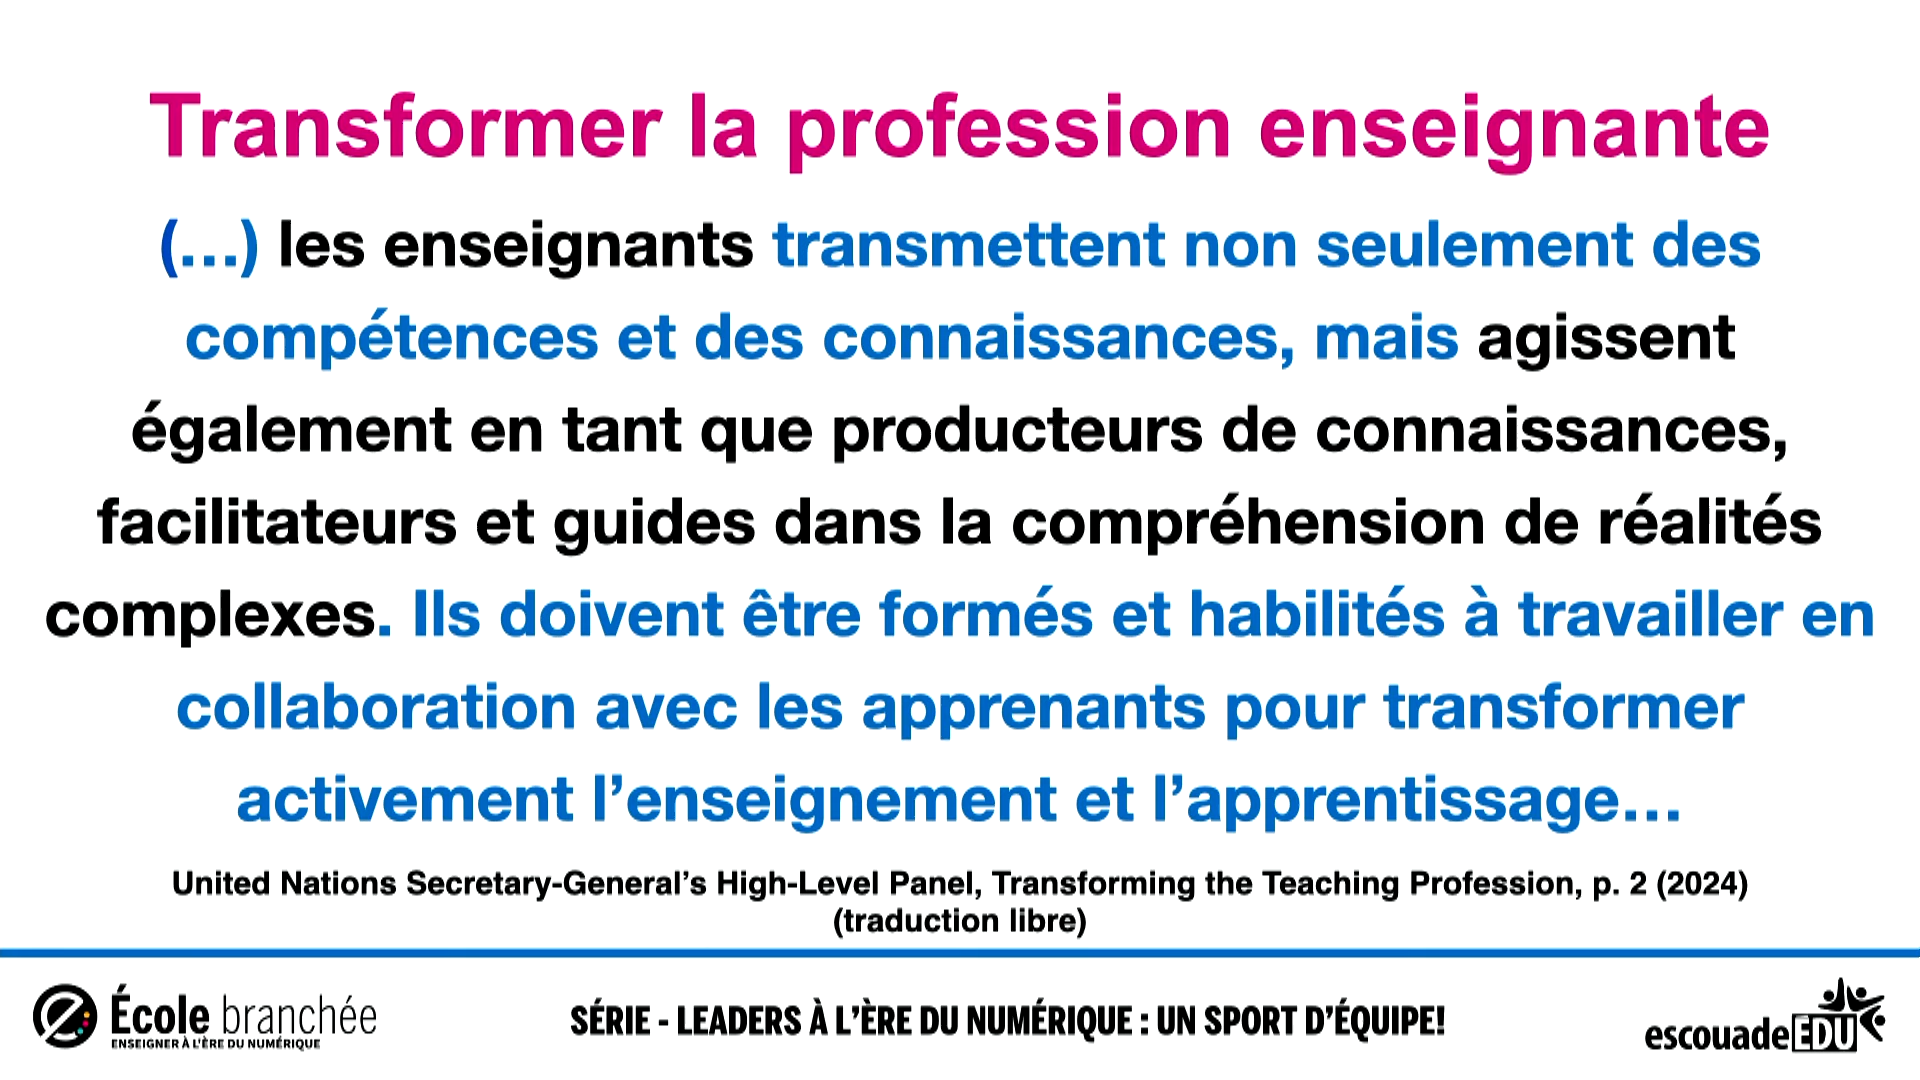 Transformer la profession enseignante
(…) les enseignants transmettent non seulement des
compétences et des connaissances, mais agissent
également en tant que producteurs de connaissances,
facilitateurs et guides dans la compréhension de réalités
complexes. Ils doivent être formés et habilités à travailler en
collaboration avec les apprenants pour transformer
activement l’enseignement et l’apprentissage…
United Nations Secretary-General’s High-Level Panel, Transforming the Teaching Profession, p. 2 (2024)
(traduction libre)
École branchée
ENSEIGNER À L'ÈRE DU NUMÉRIQUE
SÉRIE - LEADERS À L’ÈRE DU NUMÉRIQUE : UN SPORT D’ÉQUIPE!
escouadeEDU